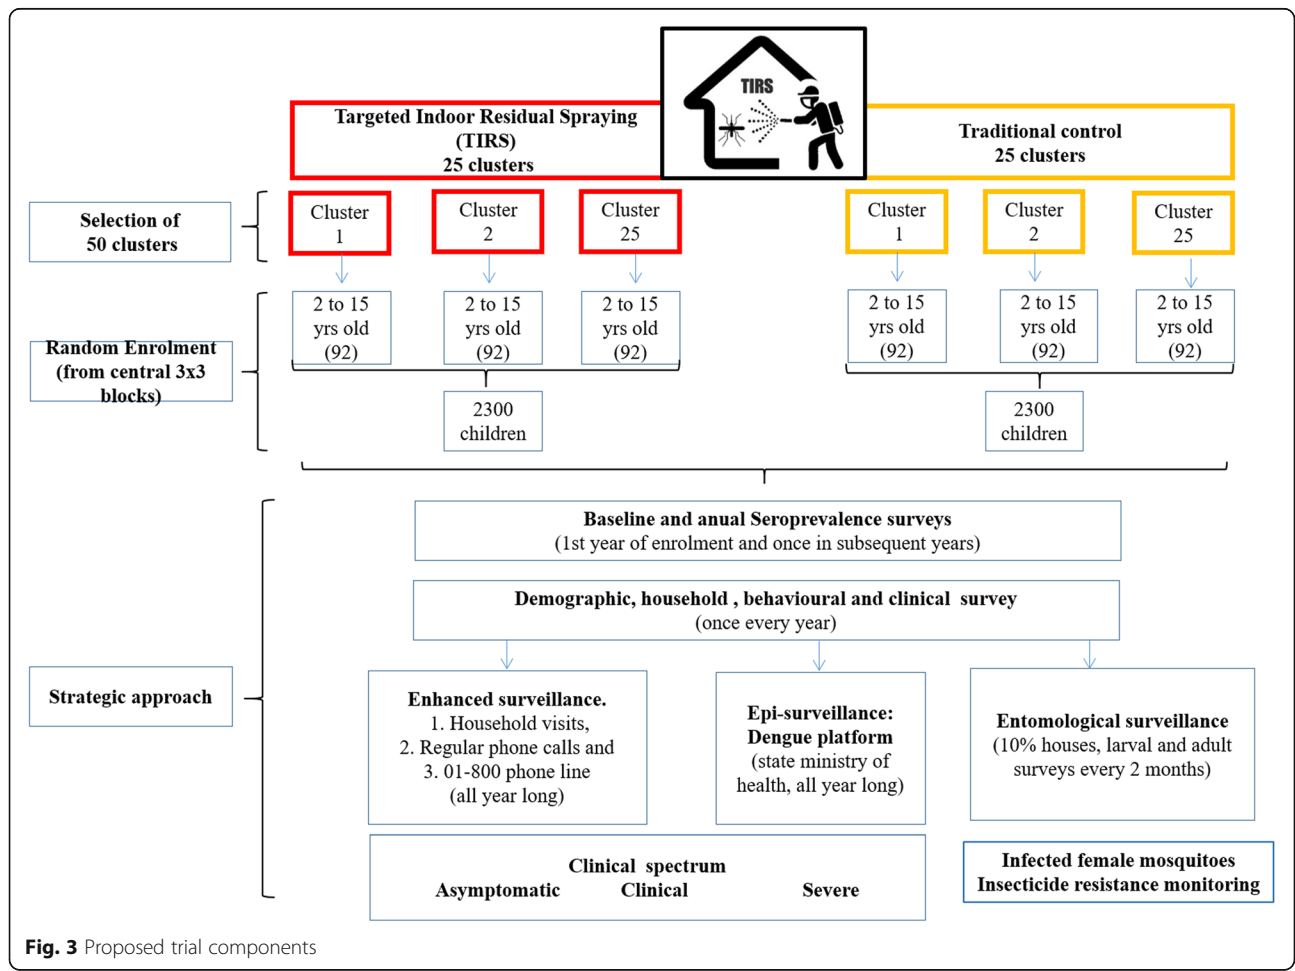 TIRS
Targeted Indoor Residual Spraying
(TIRS)
25 clusters
Traditional control
25 clusters
Selection of
50 clusters
Cluster
1
Cluster
2
Cluster
25
Cluster
1
Cluster
2
Cluster
25
Random Enrolment
(from central 3x3
blocks)
2 to 15
yrs old
(92)
2 to 15
yrs old
(92)
2 to 15
yrs old
(92)
2 to 15
yrs old
(92)
2 to 15
yrs old
(92)
2 to 15
yrs old
(92)
2300
children
2300
children
Strategic approach
Baseline and anual Seroprevalence surveys
(1st year of enrolment and once in subsequent years)
Demographic, household , behavioural and clinical survey
(once every year)
Enhanced surveillance.
1. Household visits,
2. Regular phone calls and
3. 01-800 phone line
(all year long)
Epi-surveillance:
Dengue platform
(state ministry of
health, all year long)
Entomological surveillance
(10% houses, larval and adult
surveys every 2 months)
Clinical spectrum
Asymptomatic Clinical Severe
Infected female mosquitoes
Insecticide resistance monitoring
Fig. 3 Proposed trial components